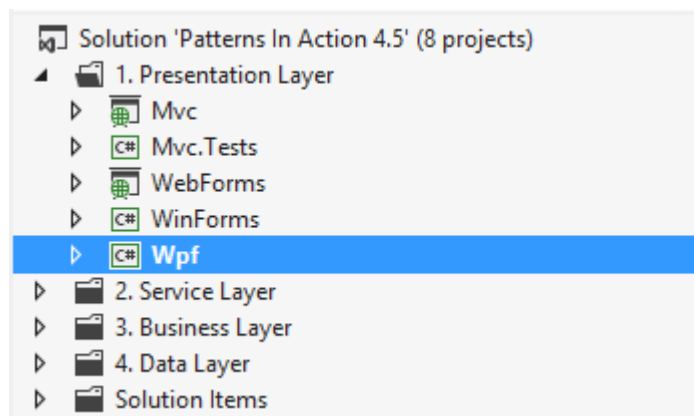 Solution 'Patterns In Action 4.5' (8 projects)
1. Presentation Layer
Mvc
C# Mvc.Tests
WebForms
C# WinForms
C# Wpf
2. Service Layer
3. Business Layer
4. Data Layer
Solution Items